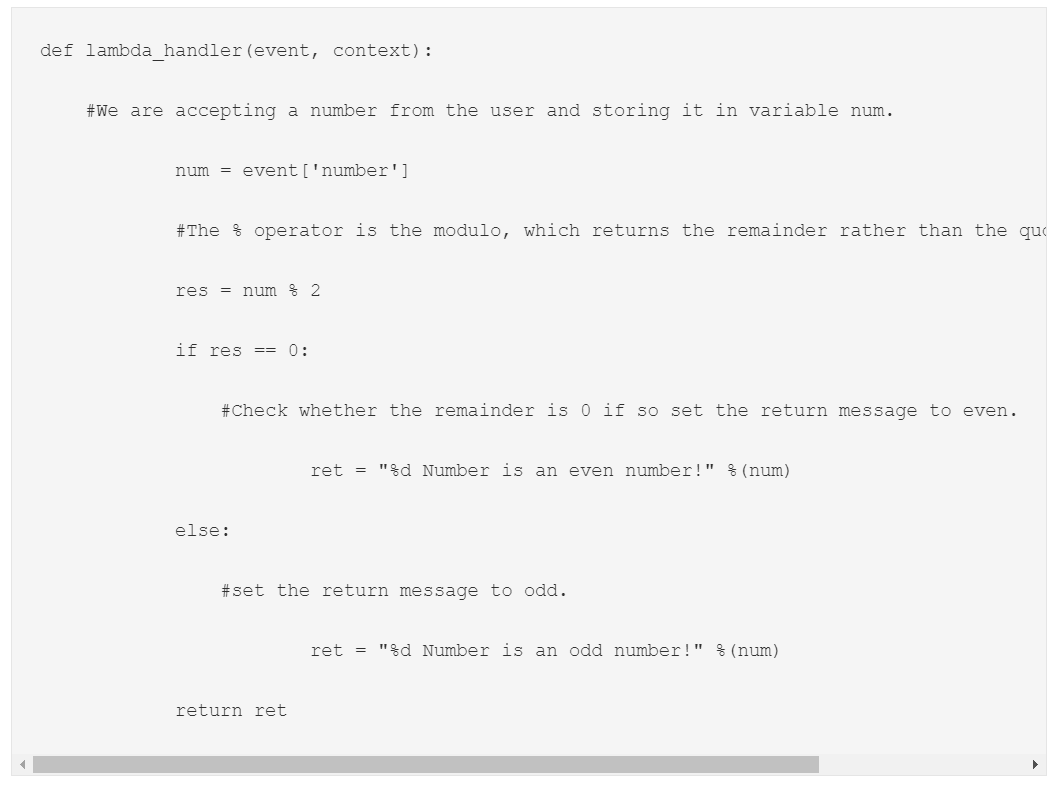 def lambda_handler(event, context):
#We are accepting a number from the user and storing it in variable num.
num = event['number']
#The % operator is the modulo, which returns the remainder rather than the
res = num % 2
if res == 0:
#Check whether the remainder is 0 if so set the return message to even.
ret = "%d Number is an even number!" %(num)
else:
#set the return message to odd.
ret = "%d Number is an odd number!" %(num)
return ret